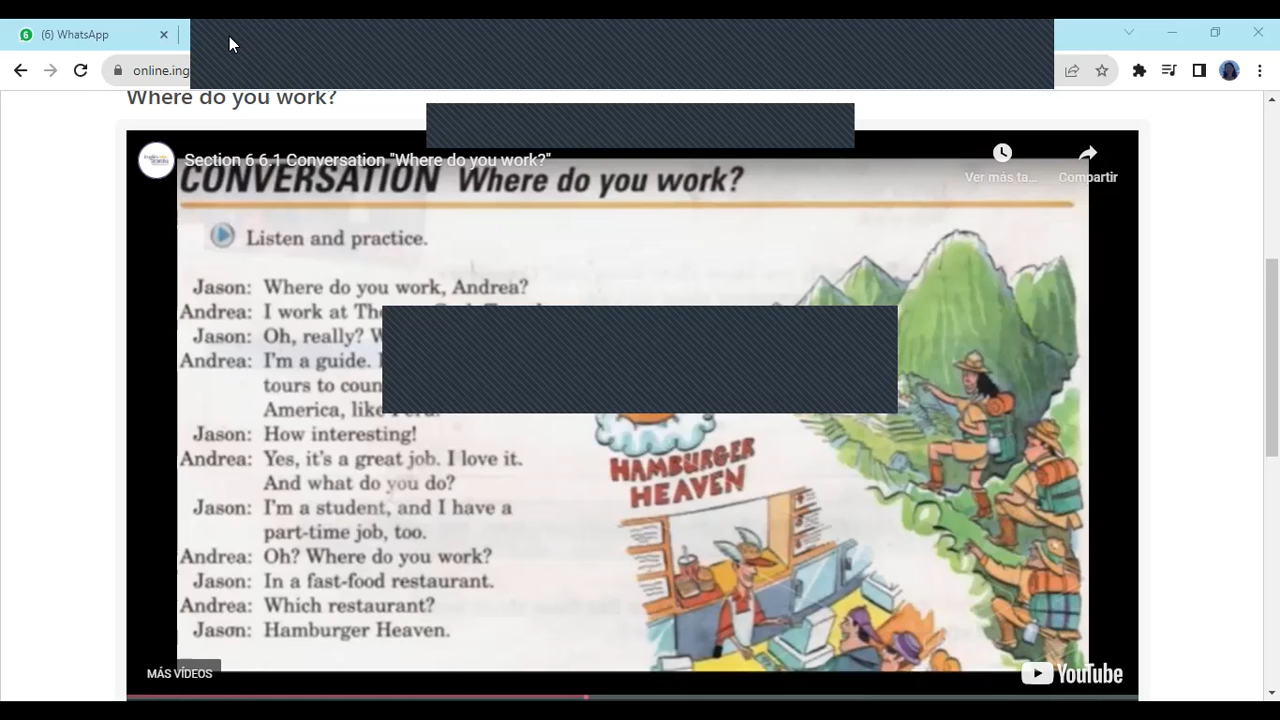 6
(6) WhatsApp
online.ing
Where do you work?
Section 6 6.1 Conversation "Where do you work?"
Ver más ta...
Compartir
CONVERSATION Where do you work?
Listen and practice.
Jason: Where do you work, Andrea?
Andrea: I work at
Jason: Oh, really?
Andrea: I'm a guide.
tours to
America, like
Jason: How interesting!
Andrea: Yes, it's a great job. I love it.
And what do you do?
Jason: I'm a student, and I have a
part-time job, too.
Andrea: Oh? Where do you work?
Jason: In a fast-food restaurant.
Andrea: Which restaurant?
Jason: Hamburger Heaven.
HAMBURGER
HEAVEN
MÁS VÍDEOS
YouTube